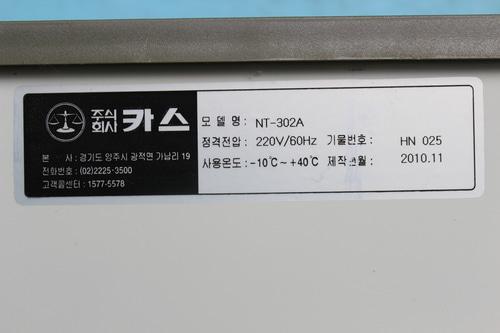 주식
회사 카스
본 사 : 경기도 양주시 광적면 가납리 19
전화번호 : (02)2225-3500
고객콜센터 : 1577-5578
모 델 명 : NT-302A
정격전압 : 220V/60Hz 기물번호 : HN 025
사용온도 : -10℃ ~ +40℃ 제작년월 : 2010.11